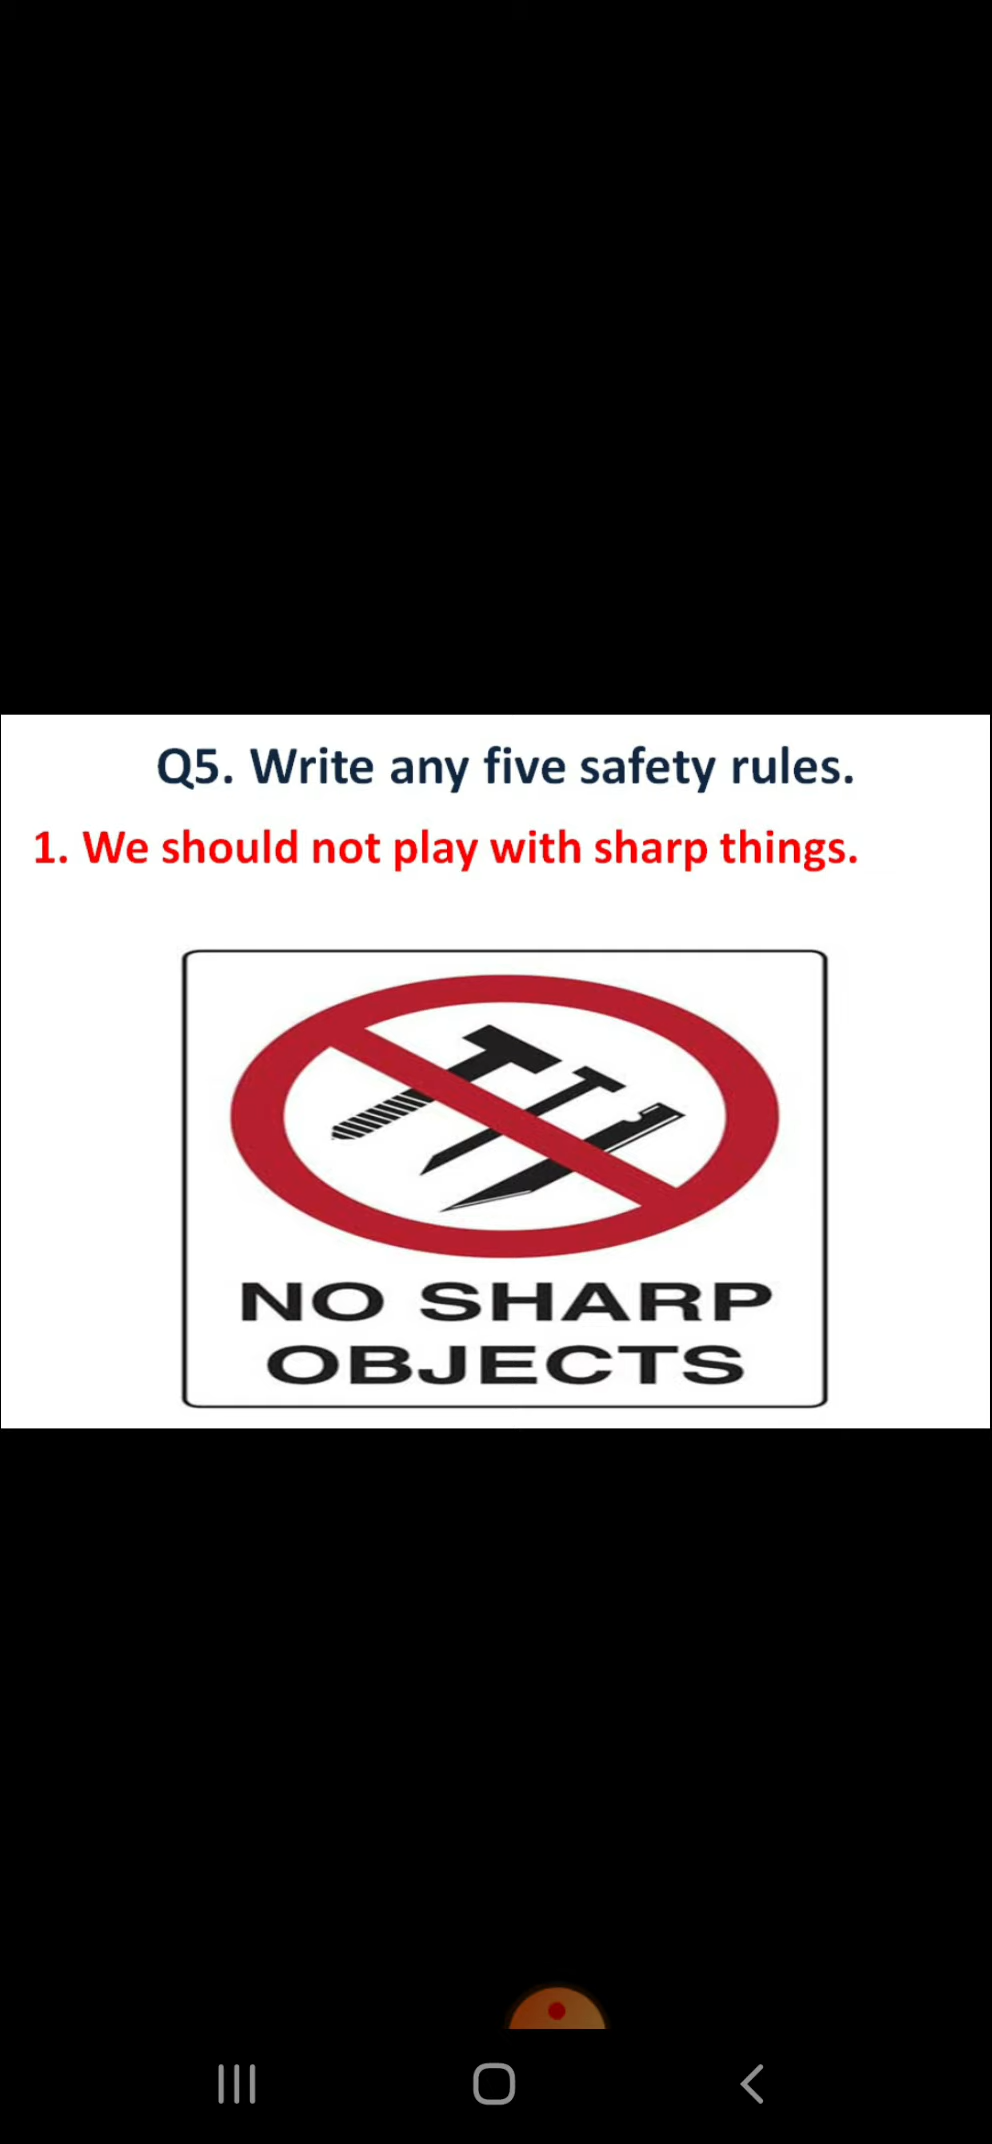 Q5. Write any five safety rules.
1. We should not play with sharp things.
NO SHARP
OBJECTS